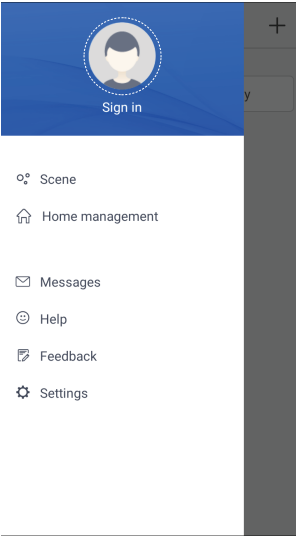 Sign in
Scene
Home management
Messages
Help
Feedback
Settings